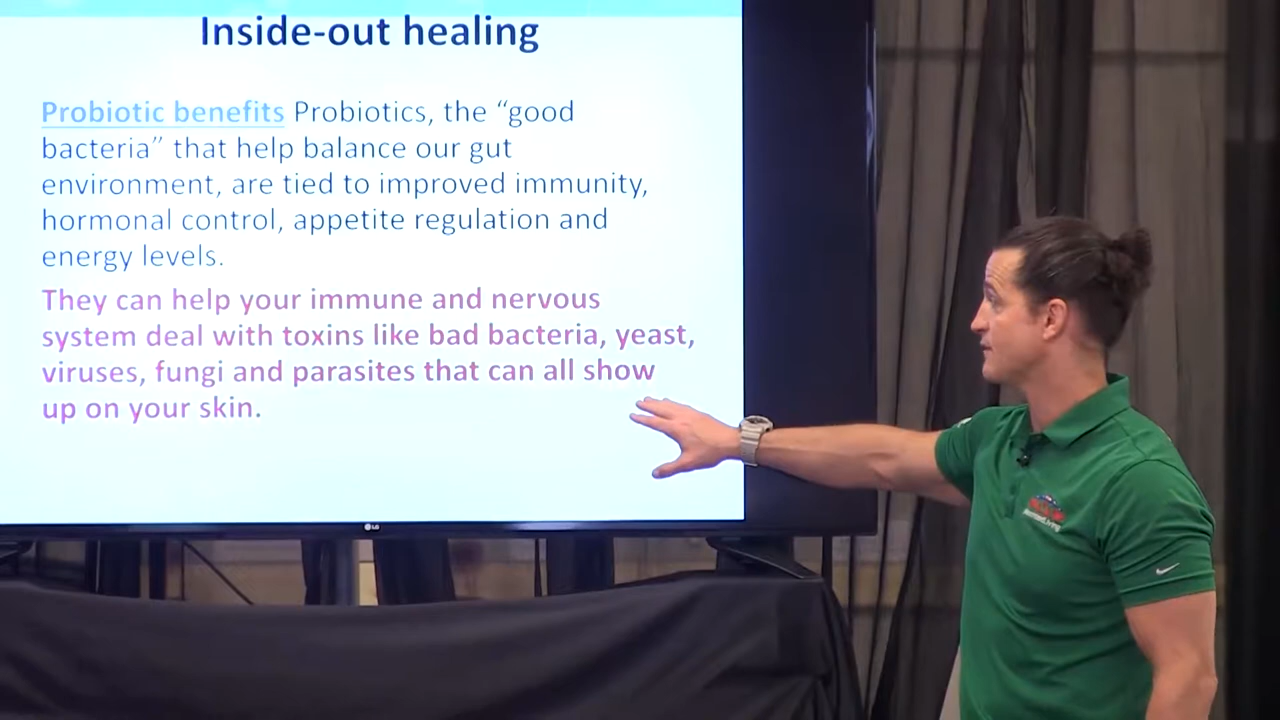 Inside-out healing
Probiotic benefits Probiotics, the “good
bacteria” that help balance our gut
environment, are tied to improved immunity,
hormonal control, appetite regulation and
energy levels.
They can help your immune and nervous
system deal with toxins like bad bacteria, yeast,
viruses, fungi and parasites that can all show
up on your skin.
LG